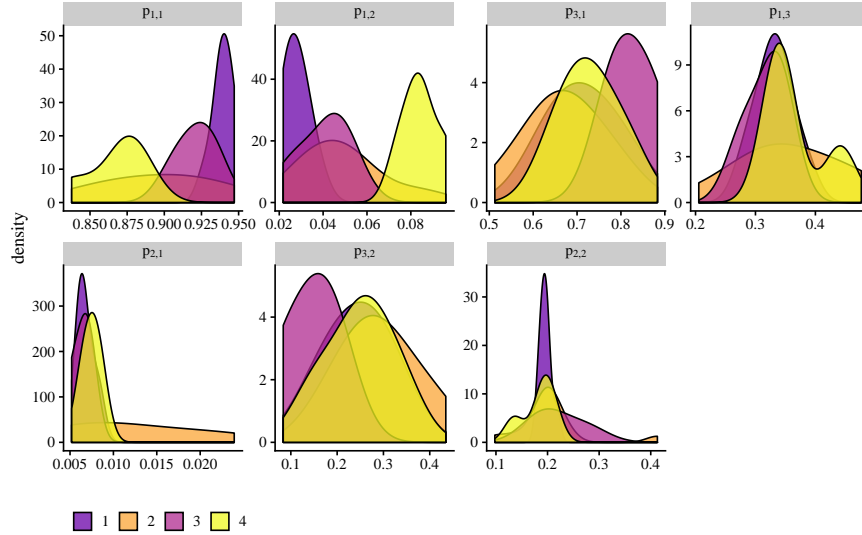 p1,1 p1,2 p3,1 p1,3
50 40 30 20 10 0
0.850 0.875 0.900 0.925 0.950
40 20 0
0.02 0.04 0.06 0.08
4 2 0
0.5 0.6 0.7 0.8 0.9
9 6 3 0
0.2 0.3 0.4
density
p2,1 p3,2 p2,2
300 200 100 0
0.005 0.010 0.015 0.020
4 2 0
0.1 0.2 0.3 0.4
30 20 10 0
0.1 0.2 0.3 0.4
1 2 3 4